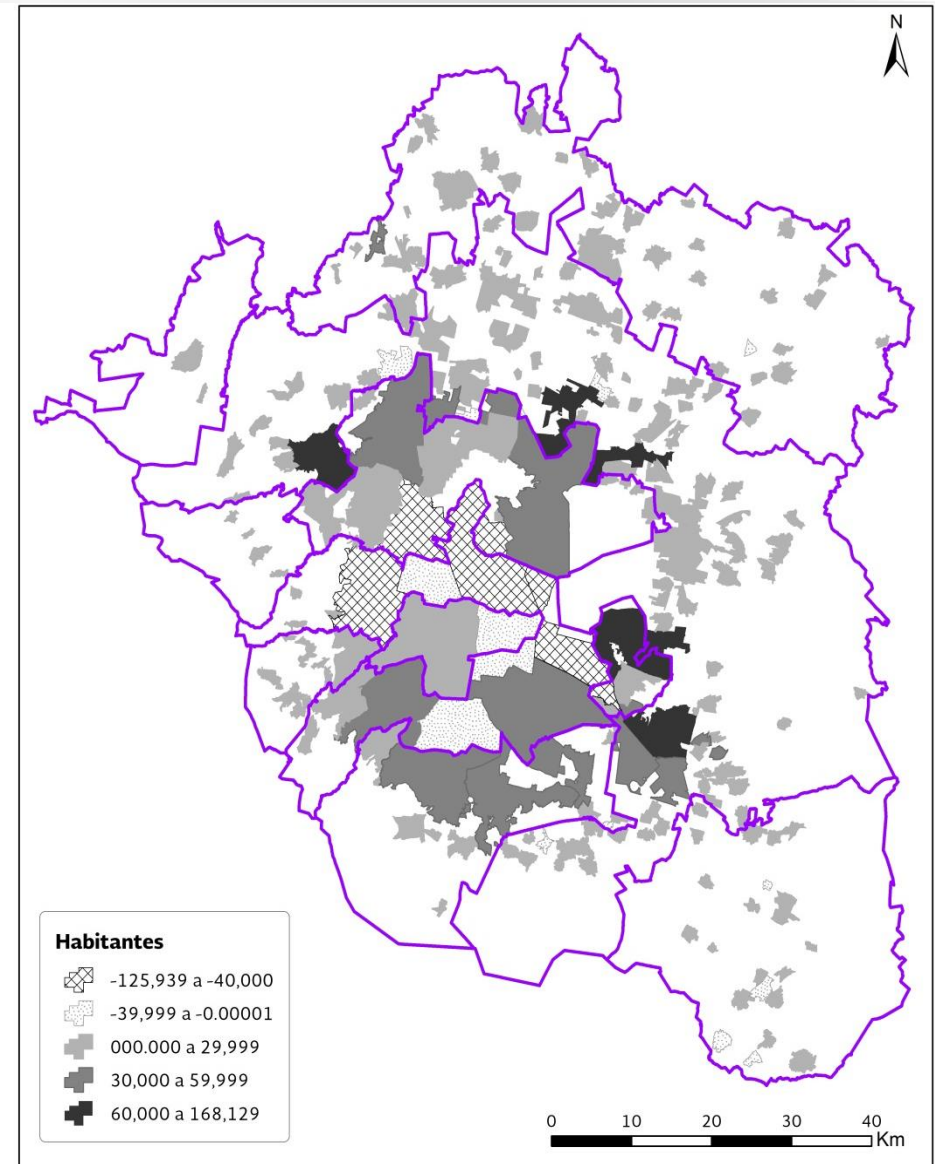 N
Habitantes
-125,939 a -40,000
-39,999 a -0.00001
000.000 a 29,999
30,000 a 59,999
60,000 a 168,129
0 10 20 30 40
Km